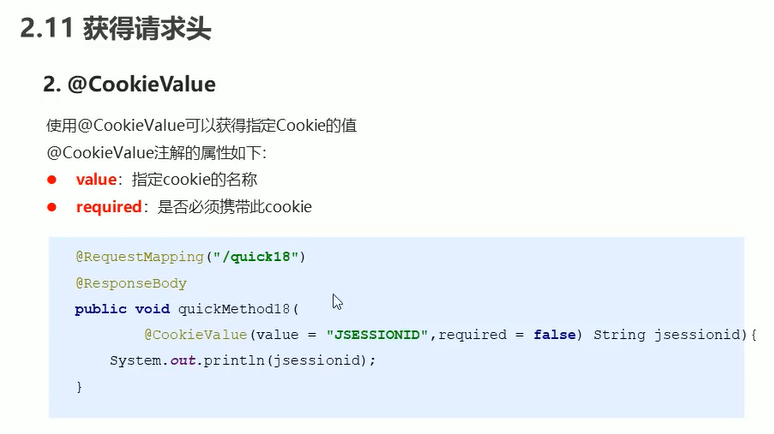 2.11 获得请求头
2. @CookieValue
使用@CookieValue可以获得指定Cookie的值
@CookieValue注解的属性如下：
● value：指定cookie的名称
● required：是否必须携带此cookie
@RequestMapping("/quick18")
@ResponseBody
public void quickMethod18(
@CookieValue(value = "JSESSIONID",required = false) String jsessionid){
System.out.println(jsessionid);
}